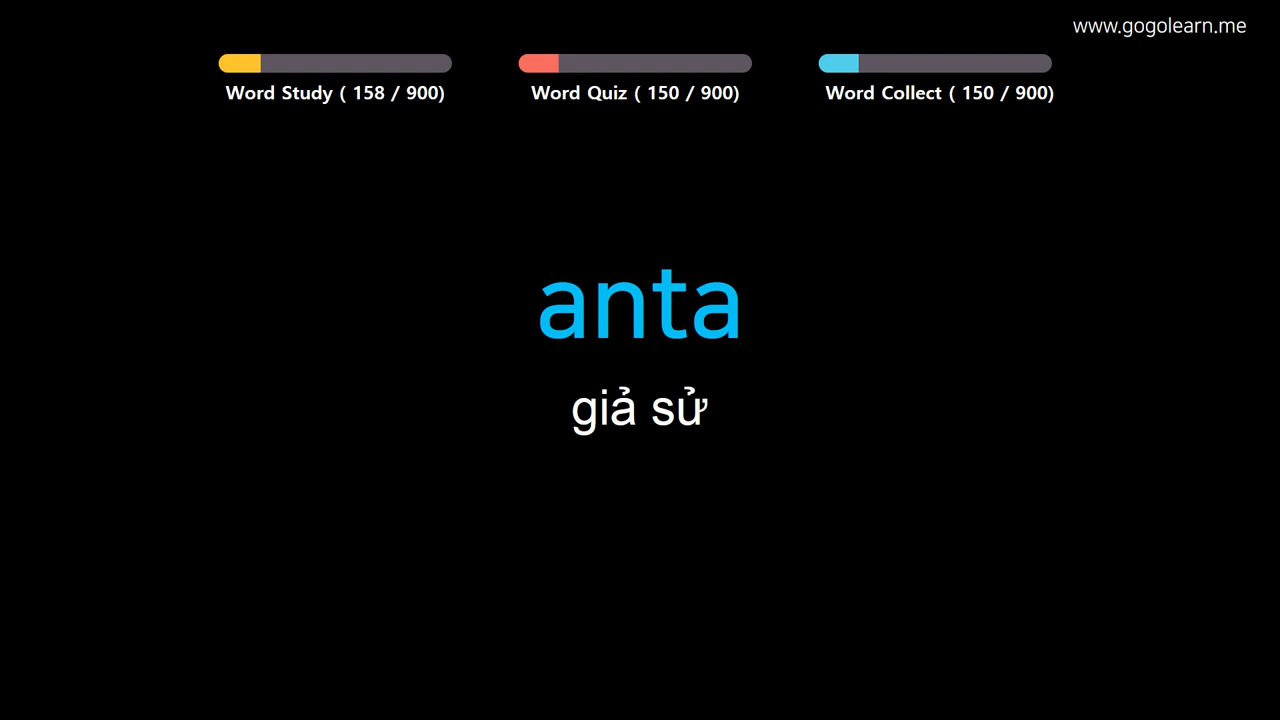 www.gogolearn.me
Word Study ( 158 / 900)
Word Quiz ( 150 / 900)
Word Collect ( 150 / 900)
anta
giả sử